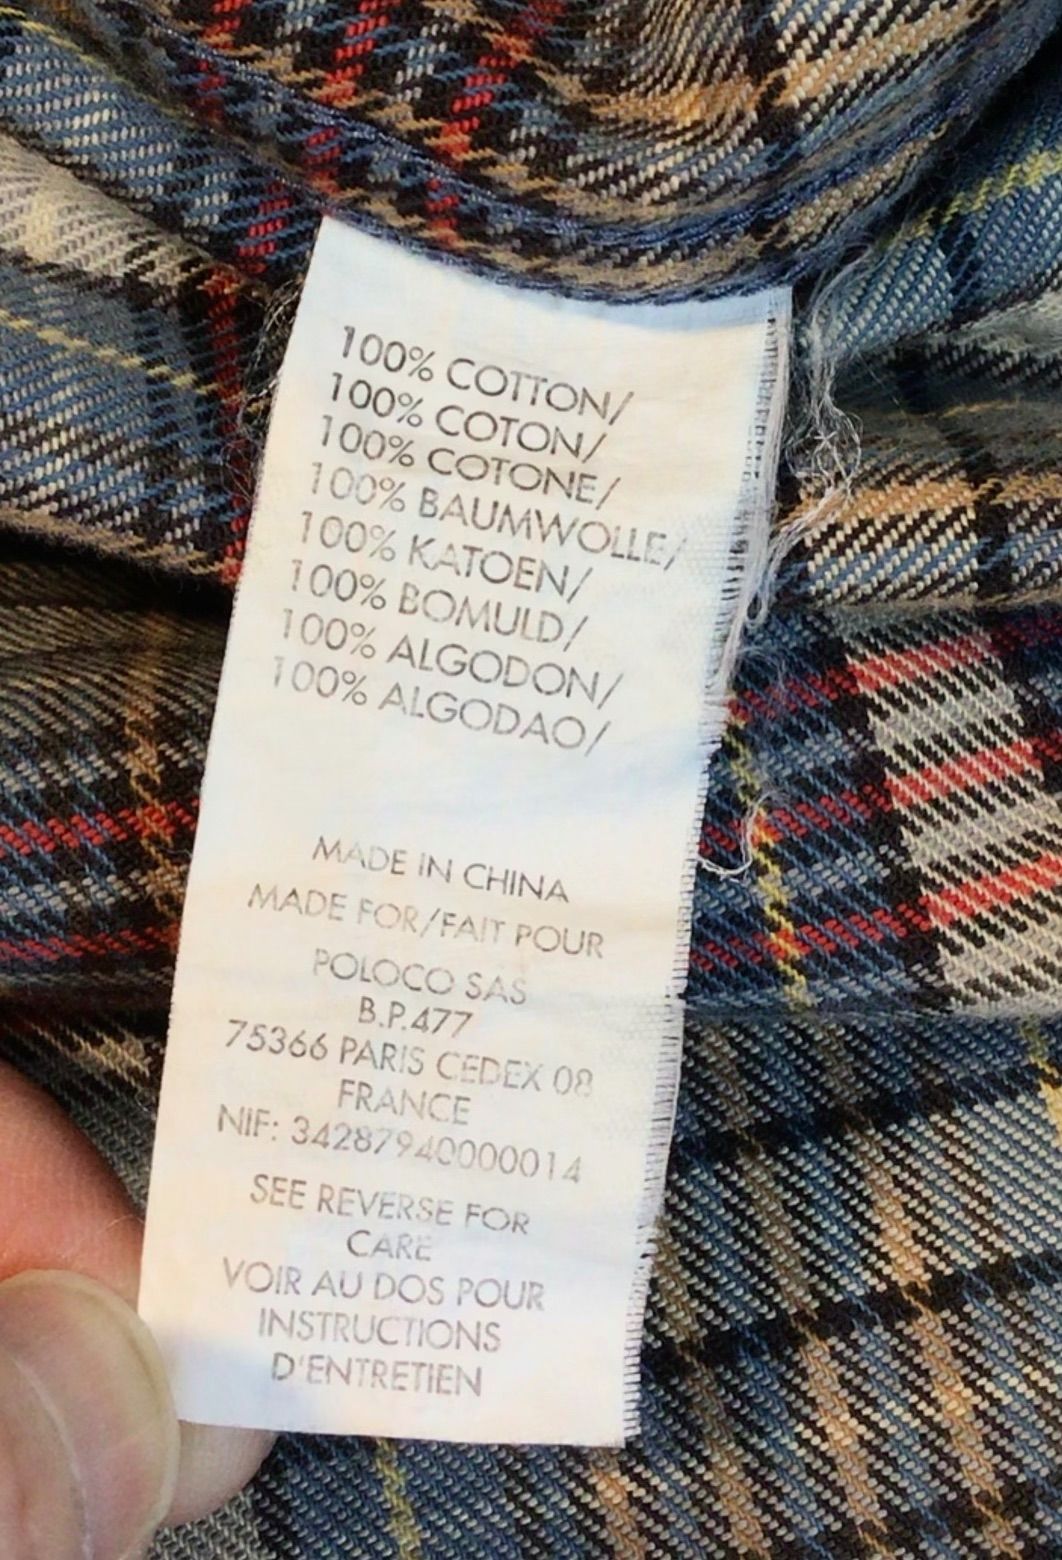 100% COTTON/
100% COTON/
100% COTONE/
100% BAUMWOLLE/
100% KATOEN/
100% BOMULD/
100% ALGODON/
100% ALGODAO/
MADE IN CHINA
MADE FOR/FAIT POUR
POLOCO SAS
B.P.477
75366 PARIS CEDEX 08
FRANCE
NIF: 34287940000014
SEE REVERSE FOR
CARE
VOIR AU DOS POUR
INSTRUCTIONS
D'ENTRETIEN